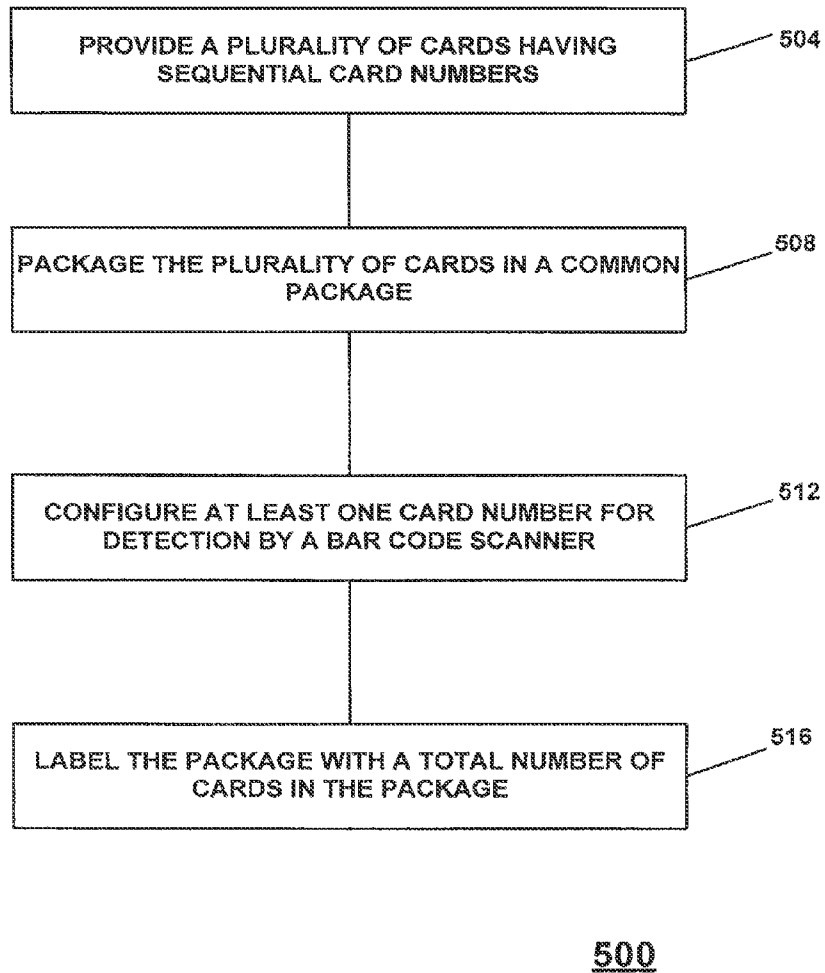 PROVIDE A PLURALITY OF CARDS HAVING
SEQUENTIAL CARD NUMBERS
504
PACKAGE THE PLURALITY OF CARDS IN A COMMON
PACKAGE
508
CONFIGURE AT LEAST ONE CARD NUMBER FOR
DETECTION BY A BAR CODE SCANNER
512
LABEL THE PACKAGE WITH A TOTAL NUMBER OF
CARDS IN THE PACKAGE
516
500